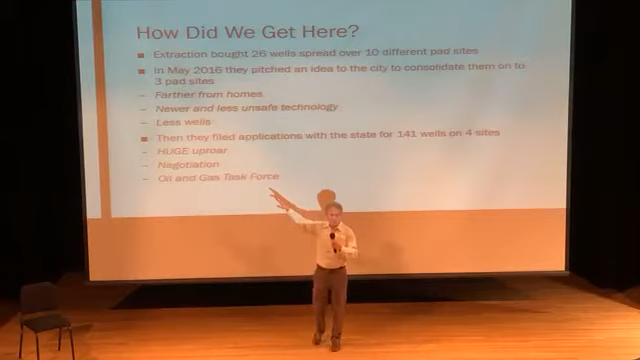 How Did We Get Here?
Extraction bought 26 wells spread over 10 different pad sites
In May 2016 they pitched an idea to the city to consolidate them on to
3 pad sites
– Farther from homes
– Newer and less unsafe technology
– Less wells
Then they filed applications with the state for 141 wells on 4 sites
– HUGE uproar
– Nagotiation
– Oil and Gas Task Force